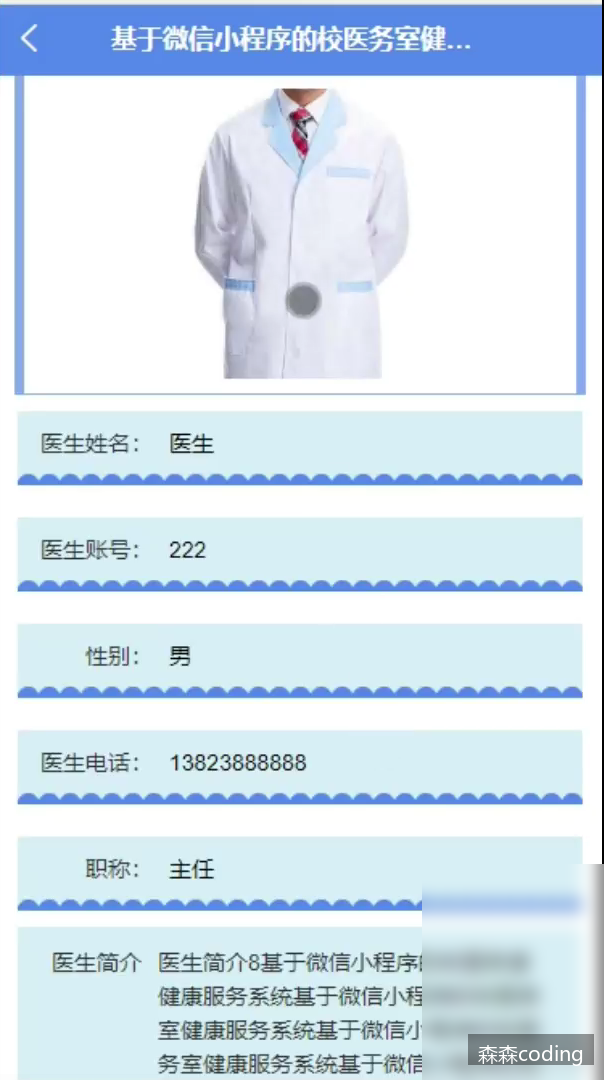 基于微信小程序的校医务室健...
医生姓名： 医生
医生账号： 222
性别： 男
医生电话： 13823888888
职称： 主任
医生简介 医生简介8基于微信小程序
健康服务系统基于微信小程
室健康服务系统基于微信小
务室健康服务系统基于微信
森森coding